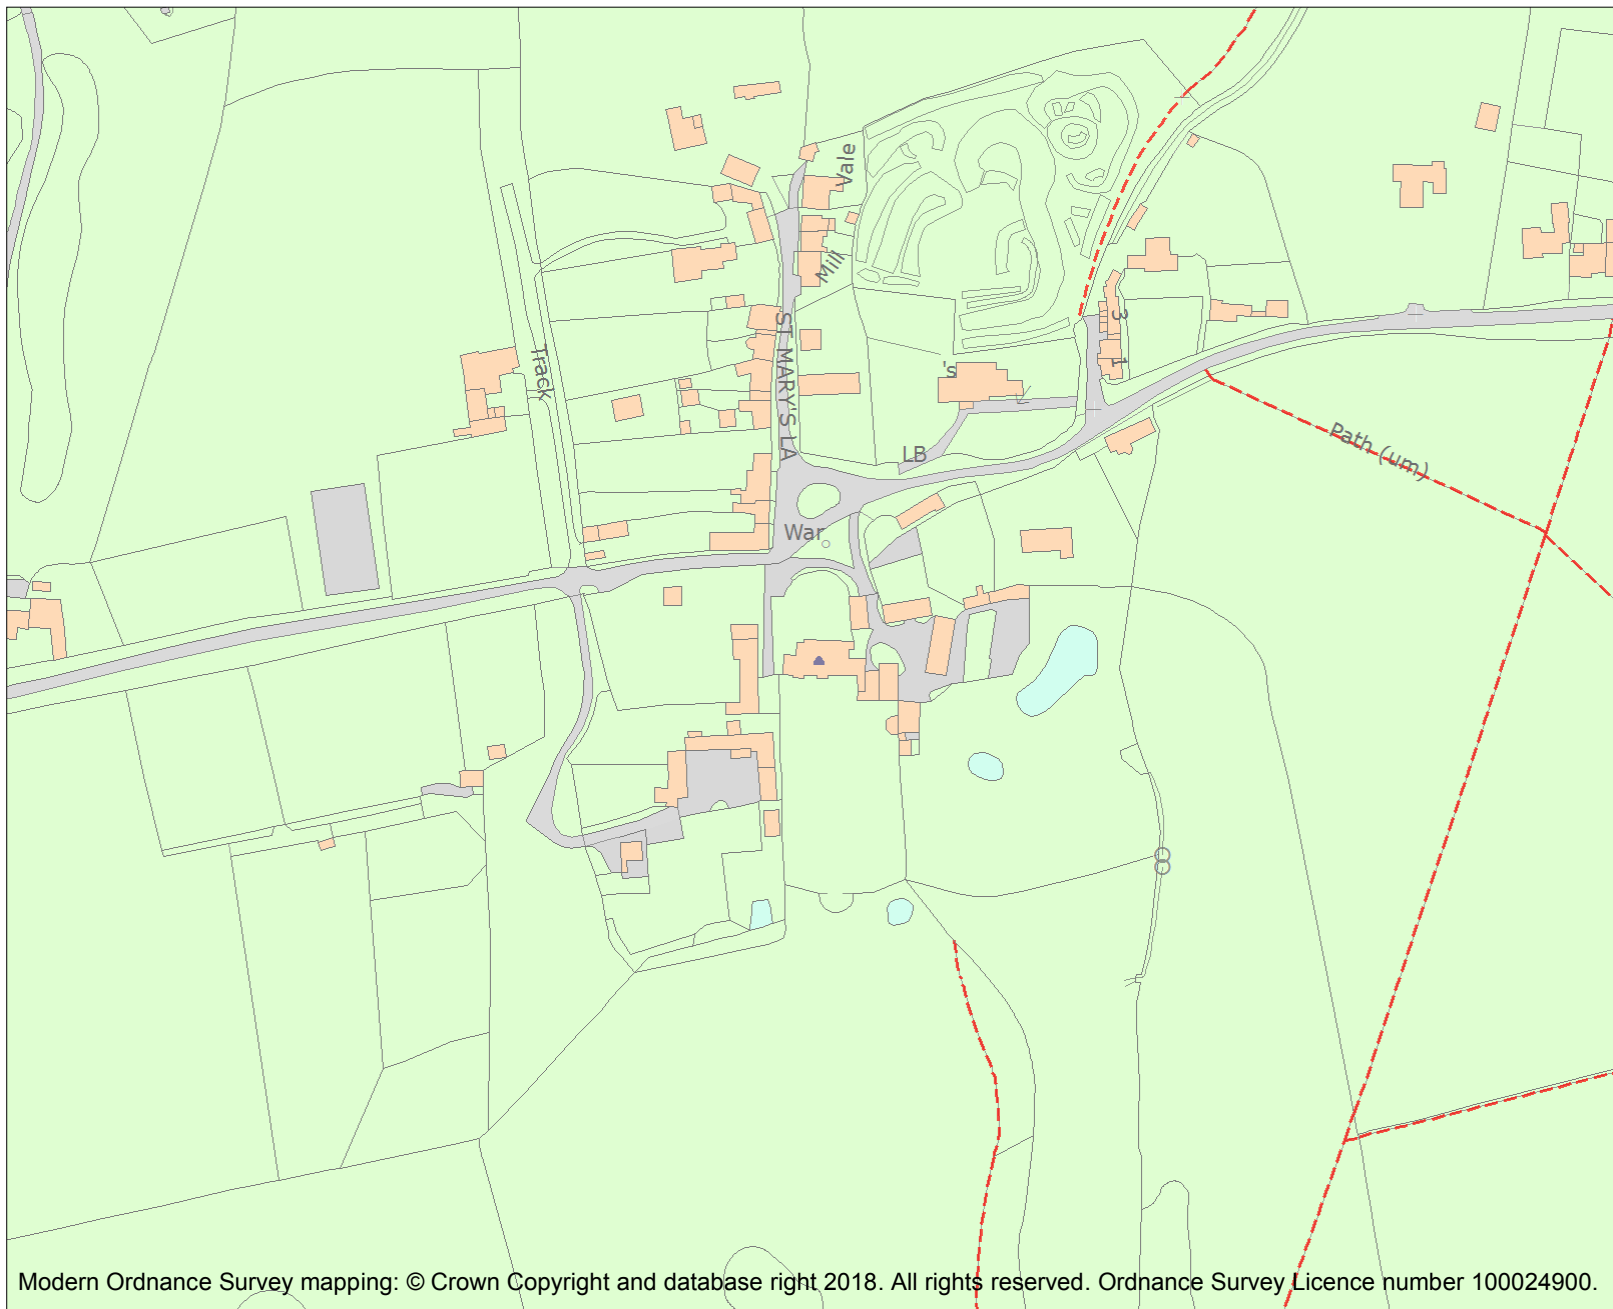 Vale
Mill
ST MARY'S LA
Track
3
1
's
LB
War
Path (um)
Modern Ordnance Survey mapping: © Crown Copyright and database right 2018. All rights reserved. Ordnance Survey Licence number 100024900.